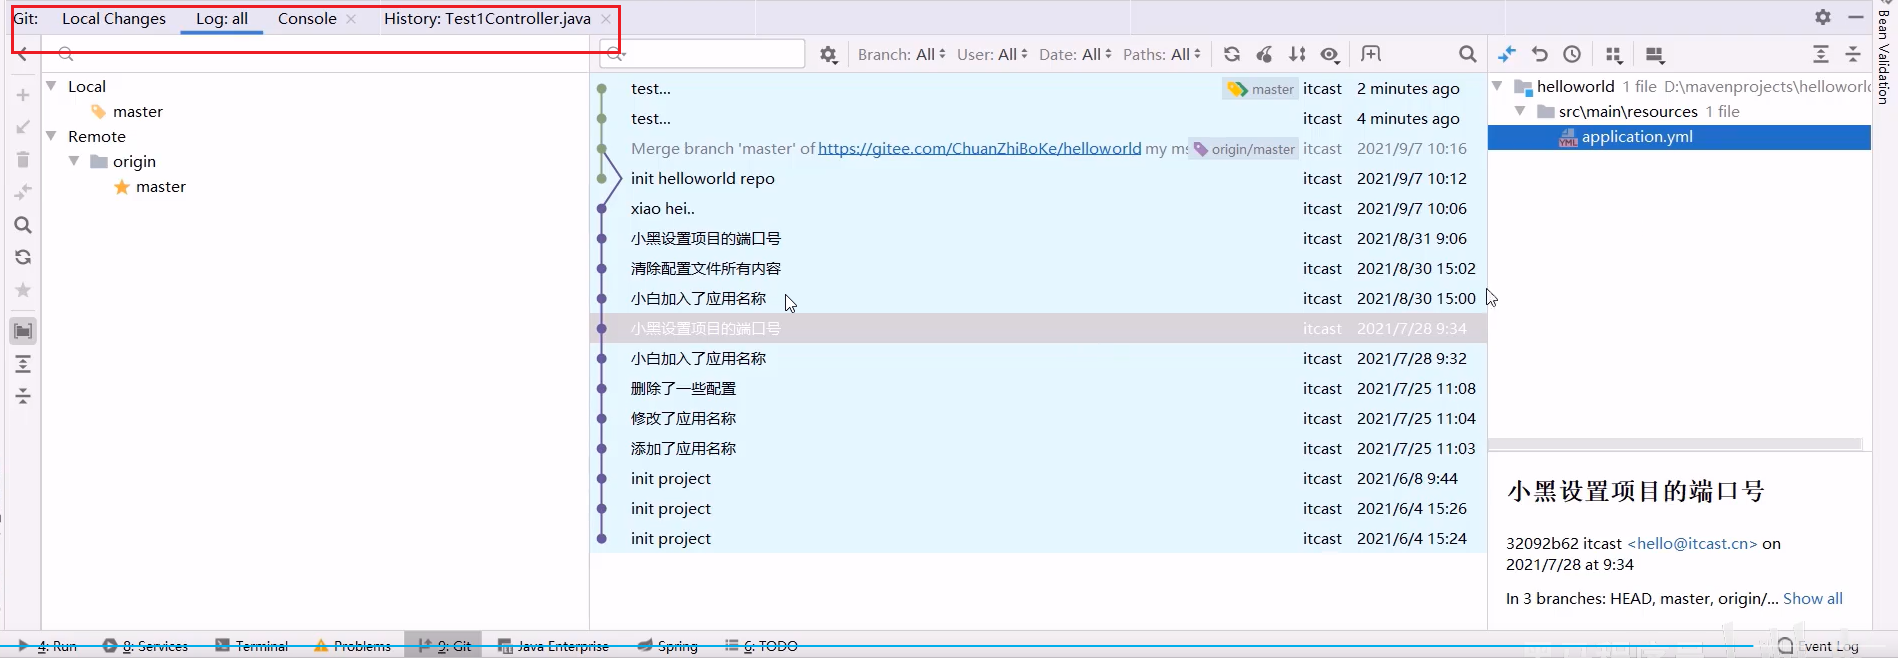 Git: Local Changes Log: all Console History: Test1Controller.java
Branch: All User: All Date: All Paths: All
Local
master
Remote
origin
master
test... master itcast 2 minutes ago
test... itcast 4 minutes ago
Merge branch 'master' of https://gitee.com/ChuanZhiBoKe/helloworld my ms origin/master itcast 2021/9/7 10:16
init helloworld repo itcast 2021/9/7 10:12
xiao hei.. itcast 2021/9/7 10:06
小黑设置项目的端口号 itcast 2021/8/31 9:06
清除配置文件所有内容 itcast 2021/8/30 15:02
小白加入了应用名称 itcast 2021/8/30 15:00
小黑设置项目的端口号 itcast 2021/7/28 9:34
小白加入了应用名称 itcast 2021/7/28 9:32
删除了一些配置 itcast 2021/7/25 11:08
修改了应用名称 itcast 2021/7/25 11:04
添加了应用名称 itcast 2021/7/25 11:03
init project itcast 2021/6/8 9:44
init project itcast 2021/6/4 15:26
init project itcast 2021/6/4 15:24
helloworld 1 file D:\mavenprojects\helloworld
src\main\resources 1 file
YML application.yml
小黑设置项目的端口号
32092b62 itcast <hello@itcast.cn> on
2021/7/28 at 9:34
In 3 branches: HEAD, master, origin/... Show all
Bean Validation
4: Run 8: Services Terminal Problems 9: Git Java Enterprise Spring 6: TODO Event Log